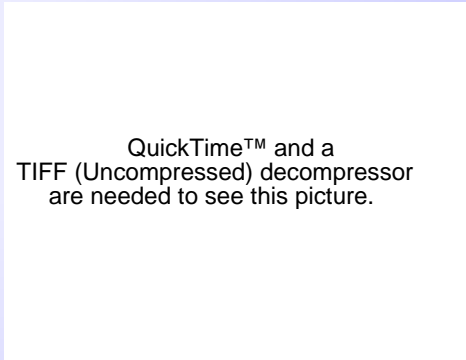 QuickTime™ and a
TIFF (Uncompressed) decompressor
are needed to see this picture.